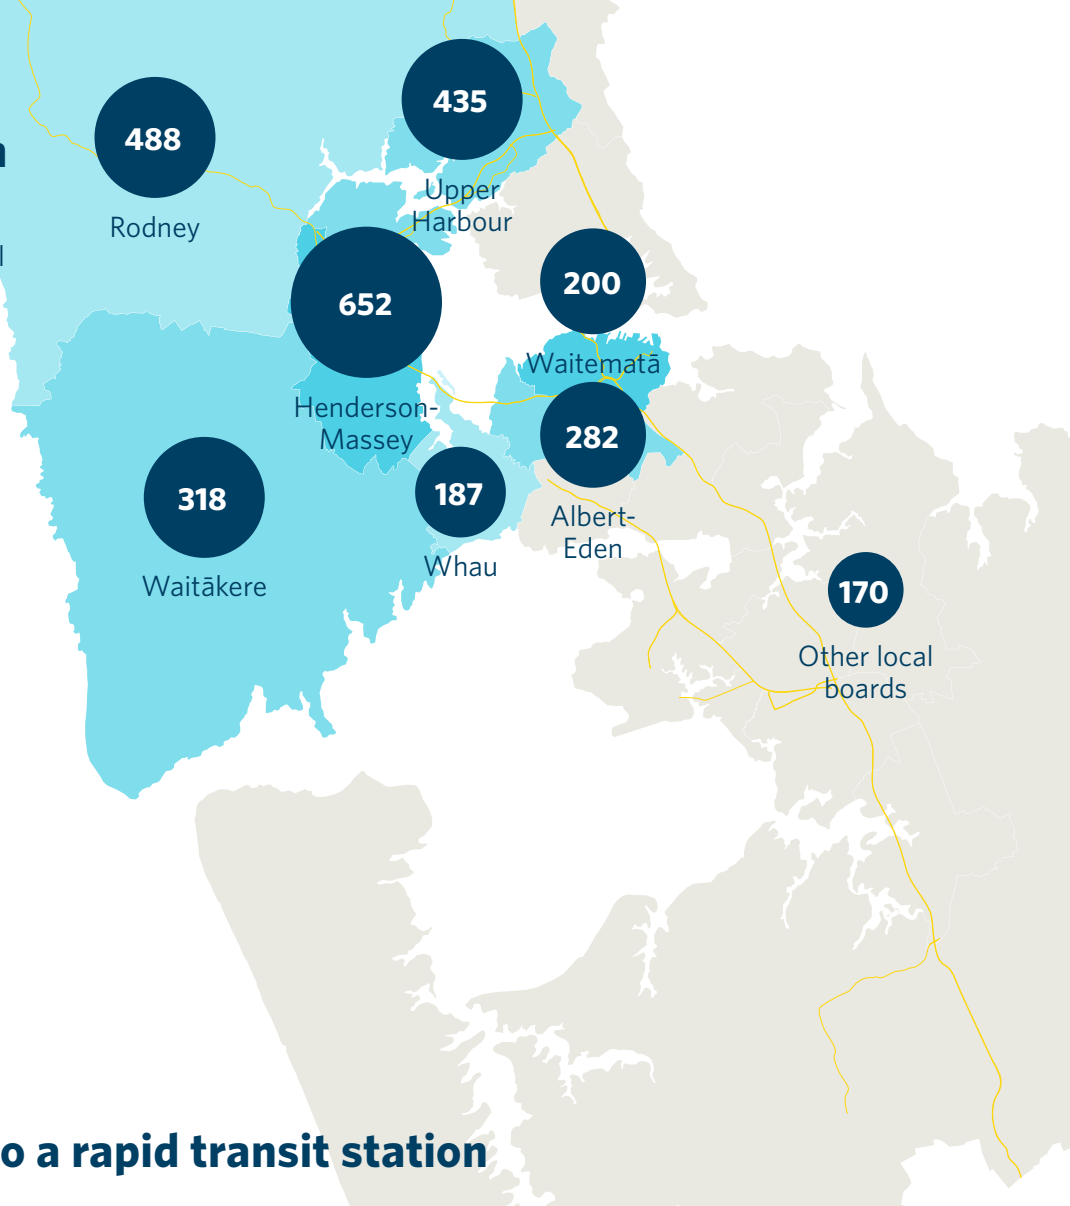 435
488
Upper
Harbour
Rodney
200
652
Waitematā
Henderson-
Massey
282
187
318
Albert-
Eden
Whau
Waitākere
170
Other local
boards
o a rapid transit station